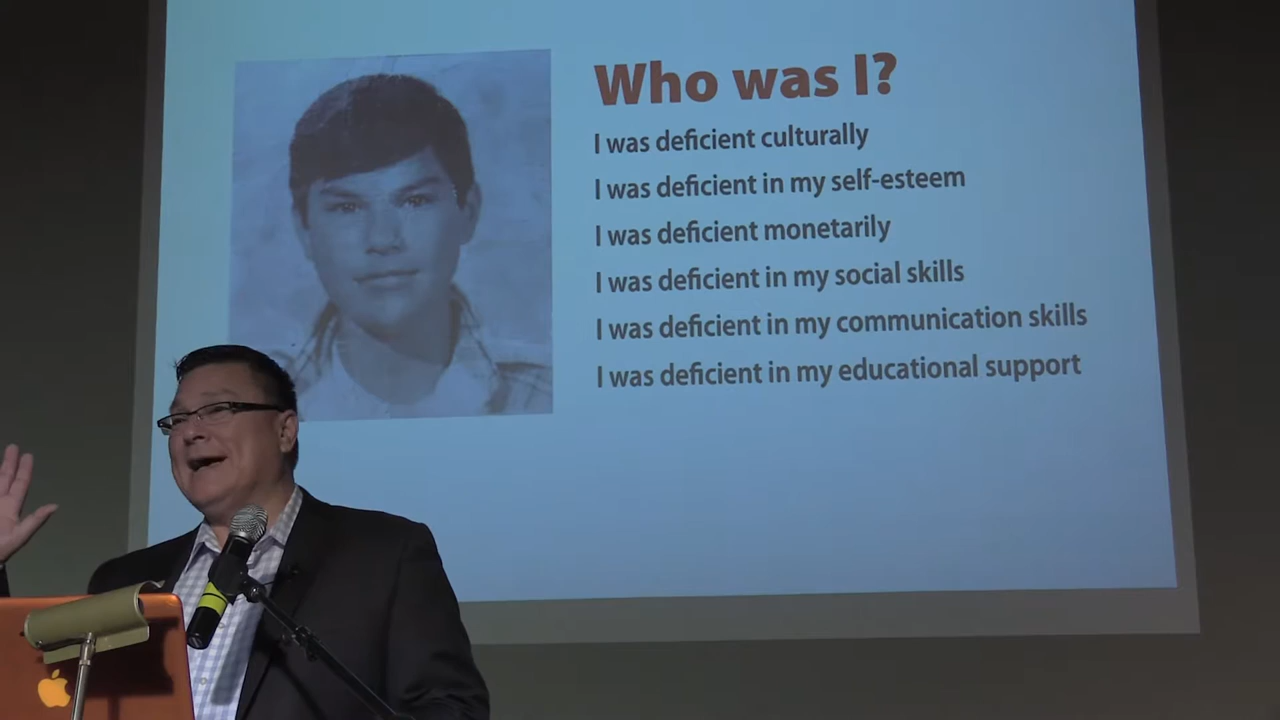 Who was I?
I was deficient culturally
I was deficient in my self-esteem
I was deficient monetarily
I was deficient in my social skills
I was deficient in my communication skills
I was deficient in my educational support